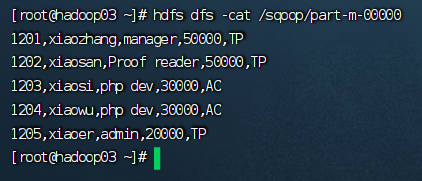 [root@hadoop03 ~]# hdfs dfs -cat /sqoop/part-m-00000
1201,xiaozhang,manager,50000,TP
1202,xiaosan,Proof reader,50000,TP
1203,xiaosi,php dev,30000,AC
1204,xiaowu,php dev,30000,AC
1205,xiaoer,admin,20000,TP
[root@hadoop03 ~]#